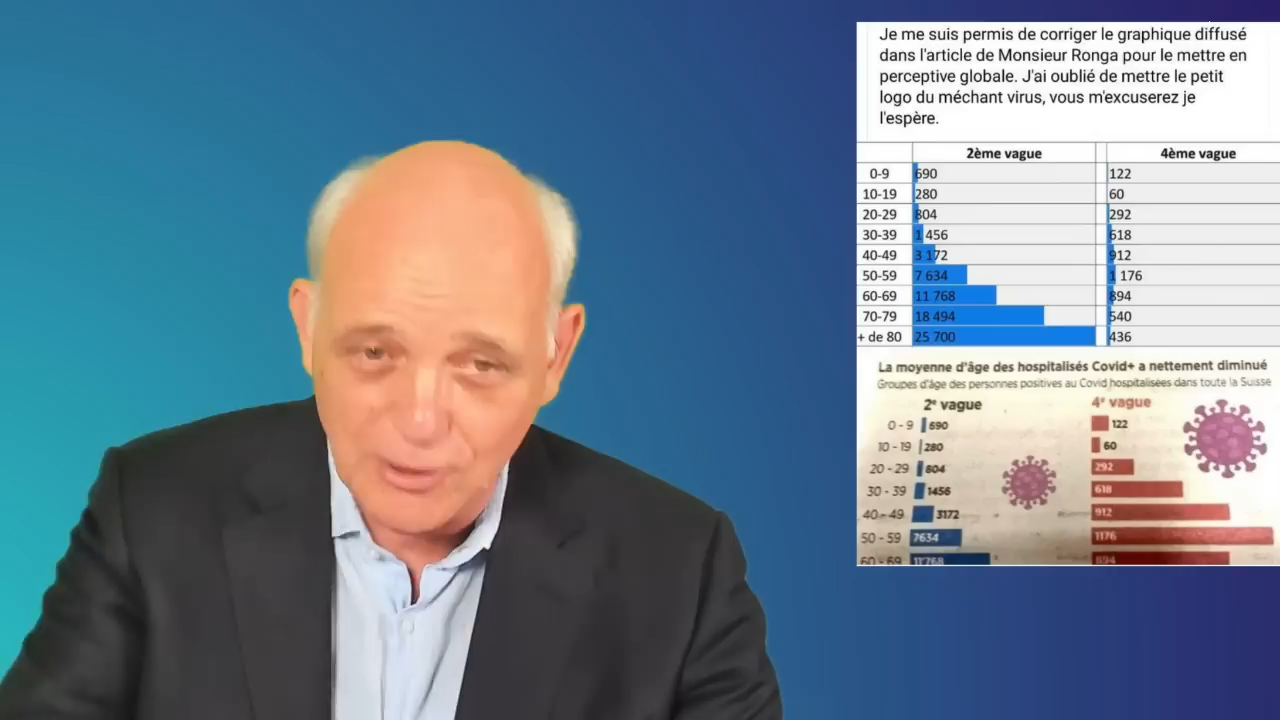 Je me suis permis de corriger le graphique diffusé
dans l'article de Monsieur Ronga pour le mettre en
perceptive globale. J'ai oublié de mettre le petit
logo du méchant virus, vous m'excuserez je
l'espère.
2ème vague 4ème vague
0-9 690 122
10-19 280 60
20-29 804 292
30-39 1 456 618
40-49 3 172 912
50-59 7 634 1 176
60-69 11 768 894
70-79 18 494 540
+ de 80 25 700 436
La moyenne d'âge des hospitalisés Covid+ a nettement diminué
Groupes d'âge des personnes positives au Covid hospitalisées dans toute la Suisse
2e vague 4e vague
0 - 9 690 122
10 - 19 280 60
20 - 29 804 292
30 - 39 1456 618
40 - 49 3172 912
50 - 59 7634 1176
60 - 69 11'768 894